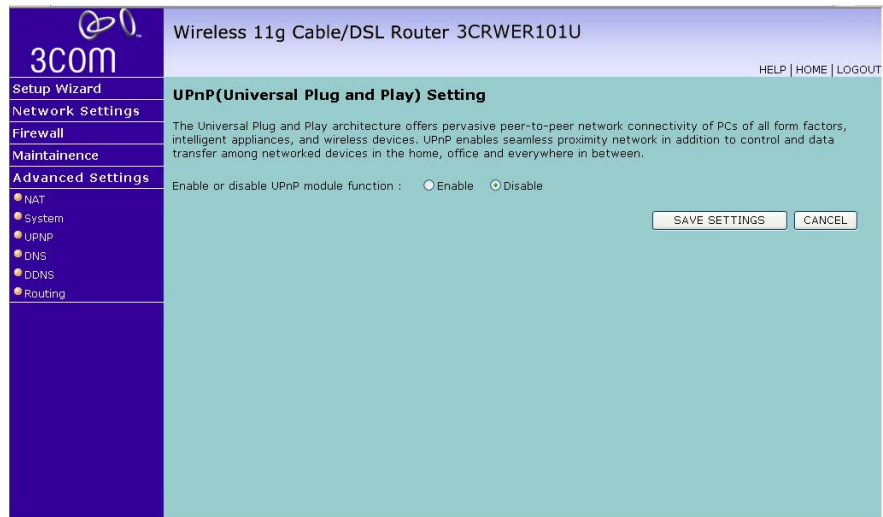 3COM
Wireless 11g Cable/DSL Router 3CRWER101U
HELP | HOME | LOGOUT
Setup Wizard
Network Settings
Firewall
Maintainence
Advanced Settings
NAT
System
UPNP
DNS
DDNS
Routing
UPnP(Universal Plug and Play) Setting
The Universal Plug and Play architecture offers pervasive peer-to-peer network connectivity of PCs of all form factors,
intelligent appliances, and wireless devices. UPnP enables seamless proximity network in addition to control and data
transfer among networked devices in the home, office and everywhere in between.
Enable or disable UPnP module function : Enable Disable
SAVE SETTINGS CANCEL